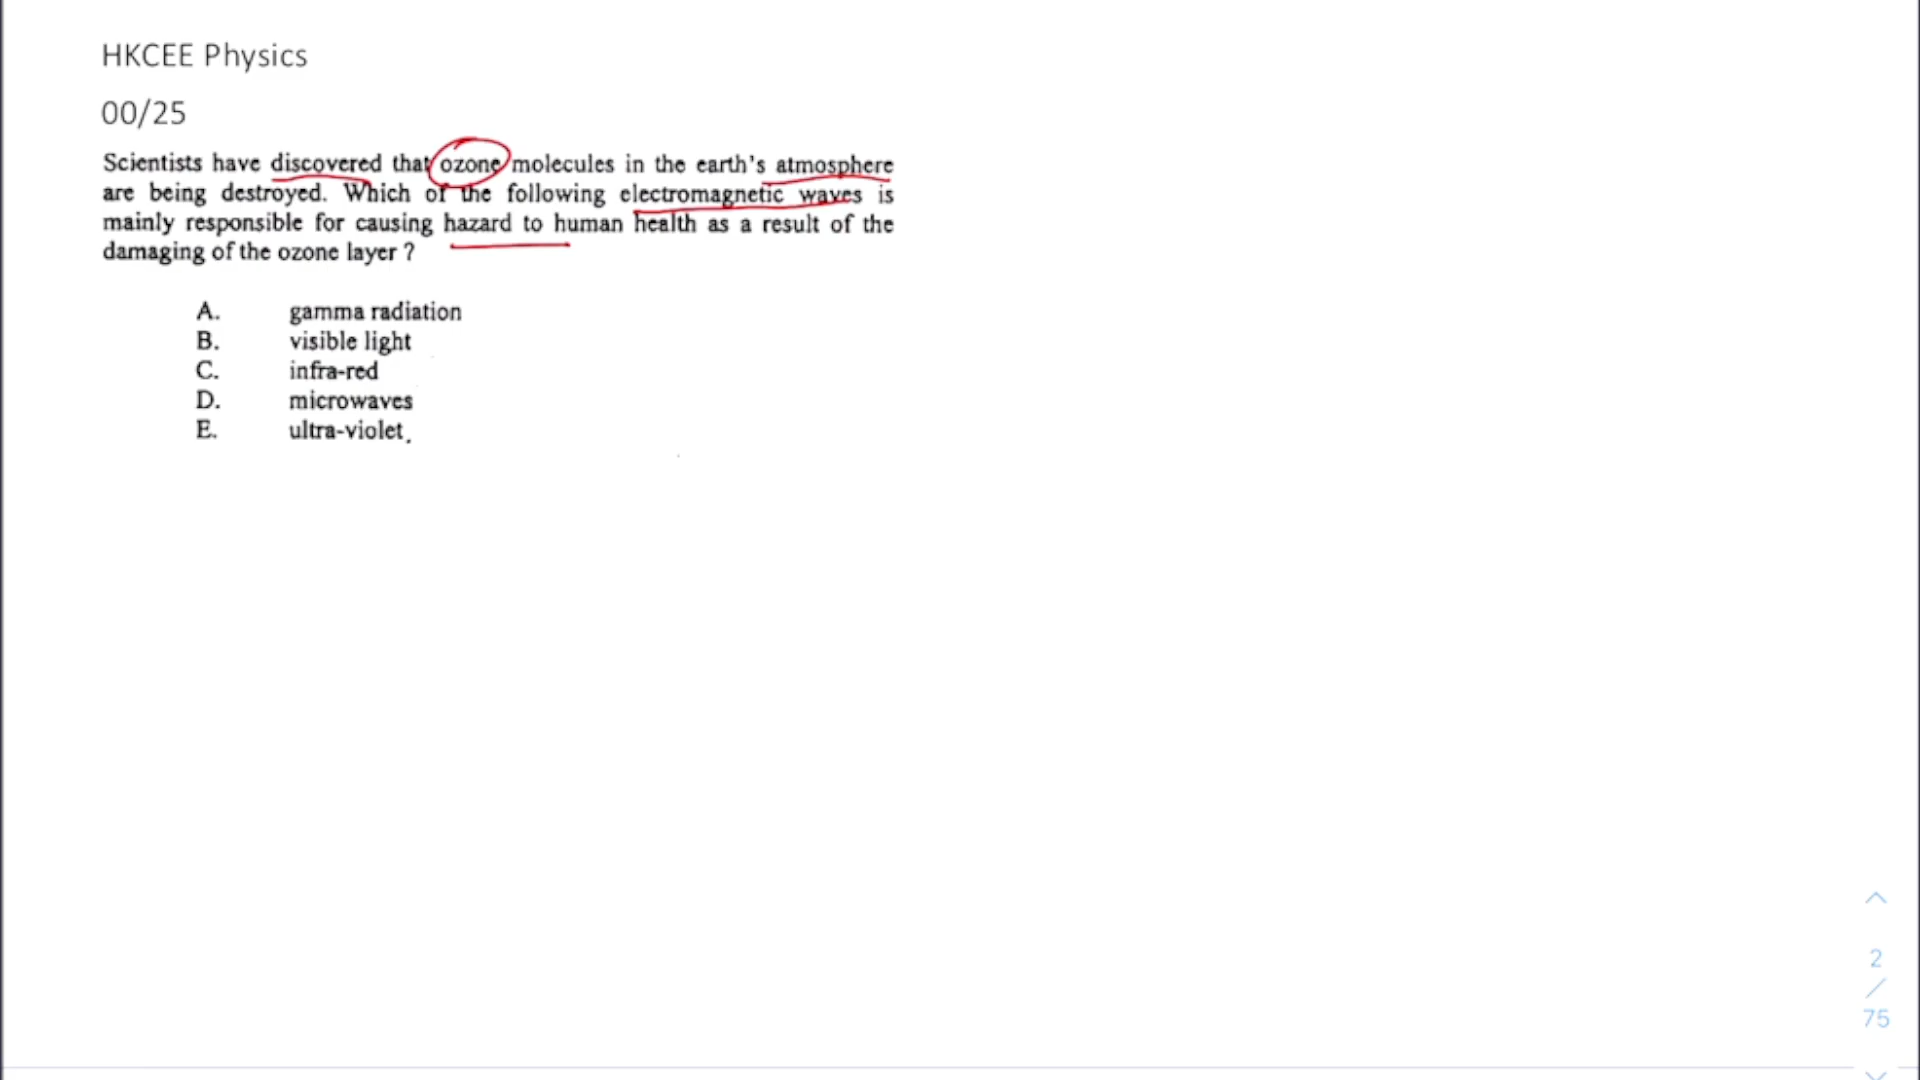 HKCEE Physics
00/25
Scientists have discovered that ozone molecules in the earth's atmosphere
are being destroyed. Which of the following electromagnetic waves is
mainly responsible for causing hazard to human health as a result of the
damaging of the ozone layer ?
A. gamma radiation
B. visible light
C. infra-red
D. microwaves
E. ultra-violet.
2
/
75